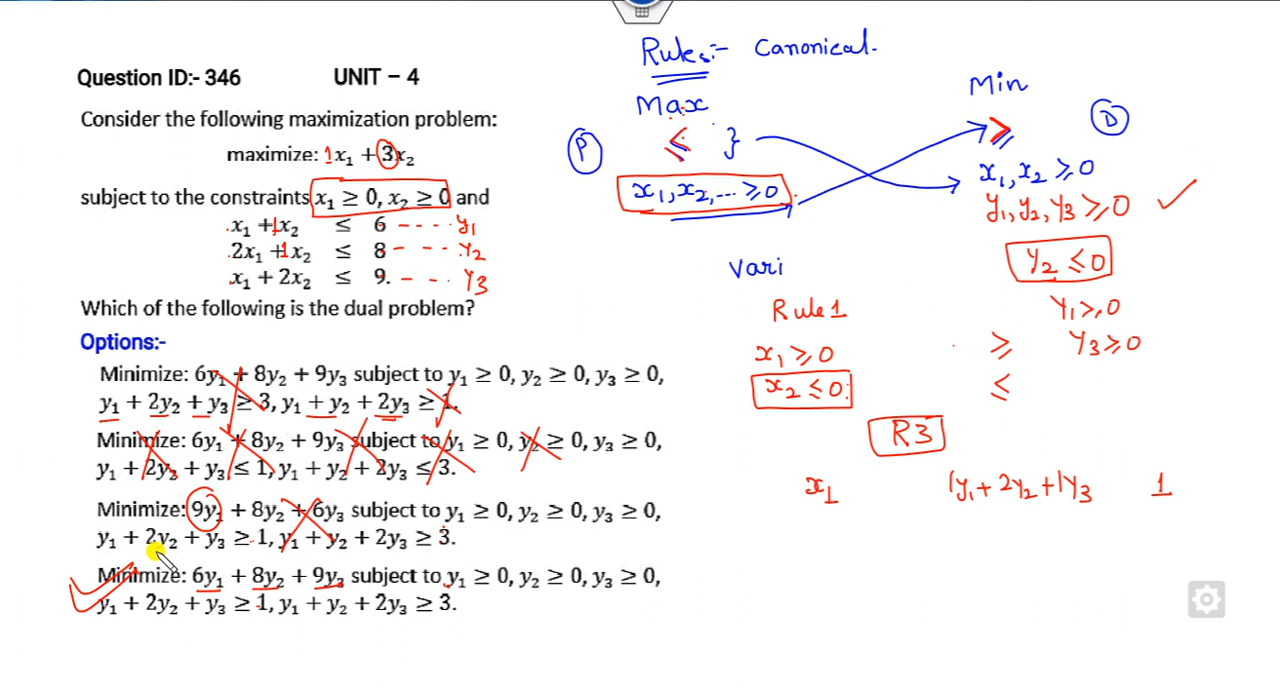 Question ID:- 346 UNIT – 4
Consider the following maximization problem:
maximize: 1x₁ + 3x₂
subject to the constraints x₁ ≥ 0, x₂ ≥ 0 and
x₁ + 1x₂ ≤ 6 ---- y₁
2x₁ + 1x₂ ≤ 8 ---- y₂
x₁ + 2x₂ ≤ 9. --- y₃
Which of the following is the dual problem?
Options:-
Minimize: 6y₁ + 8y₂ + 9y₃ subject to y₁ ≥ 0, y₂ ≥ 0, y₃ ≥ 0,
y₁ + 2y₂ + y₃ ≥ 3, y₁ + y₂ + 2y₃ ≥ 1.
Minimize: 6y₁ + 8y₂ + 9y₃ subject to y₁ ≥ 0, y₂ ≥ 0, y₃ ≥ 0,
y₁ + 2y₂ + y₃ ≤ 1, y₁ + y₂ + 2y₃ ≤ 3.
Minimize: 9y₁ + 8y₂ + 6y₃ subject to y₁ ≥ 0, y₂ ≥ 0, y₃ ≥ 0,
y₁ + 2y₂ + y₃ ≥ 1, y₁ + y₂ + 2y₃ ≥ 3.
Minimize: 6y₁ + 8y₂ + 9y₃ subject to y₁ ≥ 0, y₂ ≥ 0, y₃ ≥ 0,
y₁ + 2y₂ + y₃ ≥ 1, y₁ + y₂ + 2y₃ ≥ 3.
Rules:- Canonical.
Max Min
P ≤ } ≥ D
x₁, x₂, ... ≥ 0 x₁, x₂ ≥ 0
y₁, y₂, y₃ ≥ 0
y₂ ≤ 0
Vari
Rule 1 y₁ ≥ 0
x₁ ≥ 0 ≥ y₃ ≥ 0
x₂ ≤ 0 ≤
R3
x₁ 1y₁ + 2y₂ + 1y₃ 1